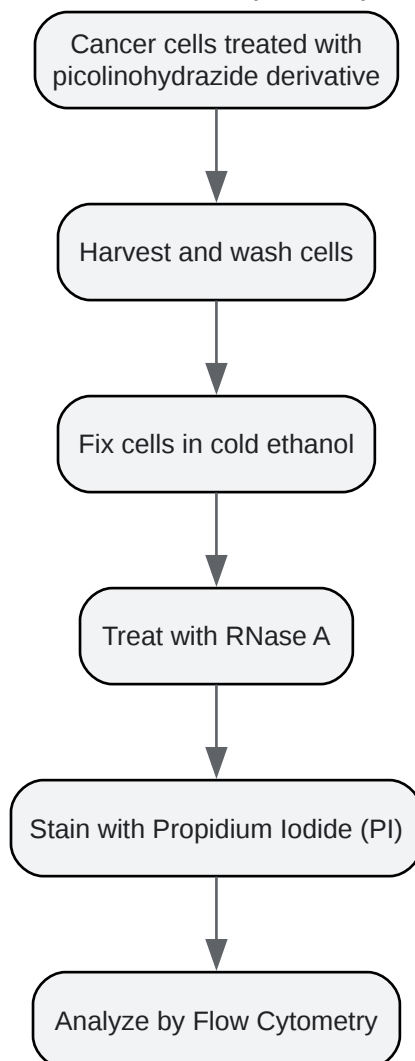 Cancer cells treated with
picolinohydrazide derivative
Harvest and wash cells
Fix cells in cold ethanol
Treat with RNase A
Stain with Propidium Iodide (PI)
Analyze by Flow Cytometry